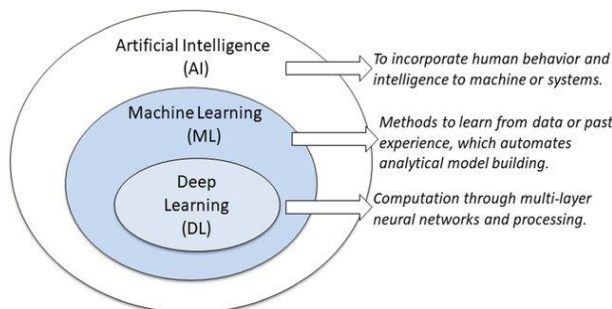 Artificial Intelligence
(AI)
To incorporate human behavior and
intelligence to machine or systems.
Machine Learning
(ML)
Methods to learn from data or past
experience, which automates
analytical model building.
Deep
Learning
(DL)
Computation through multi-layer
neural networks and processing.